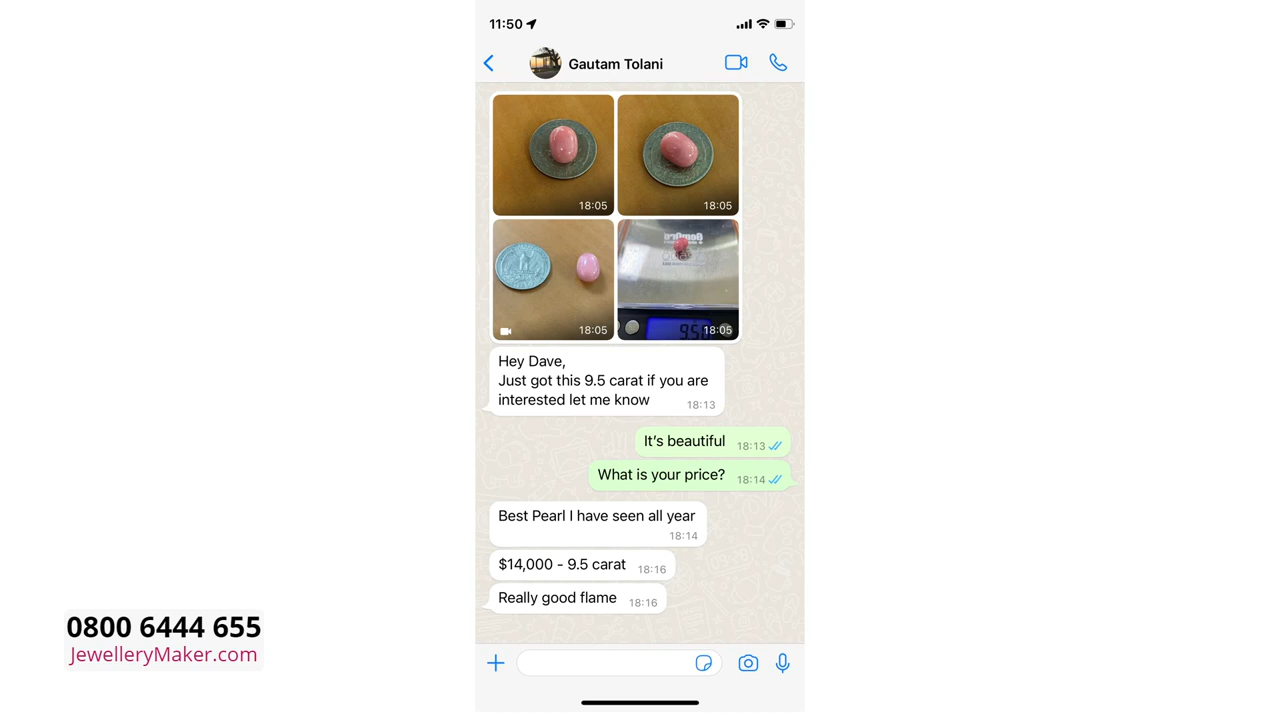 11:50
Gautam Tolani
18:05
18:05
18:05
18:05
Hey Dave,
Just got this 9.5 carat if you are
interested let me know
18:13
It's beautiful 18:13
What is your price? 18:14
Best Pearl I have seen all year
18:14
$14,000 - 9.5 carat 18:16
Really good flame 18:16
0800 6444 655
JewelleryMaker.com